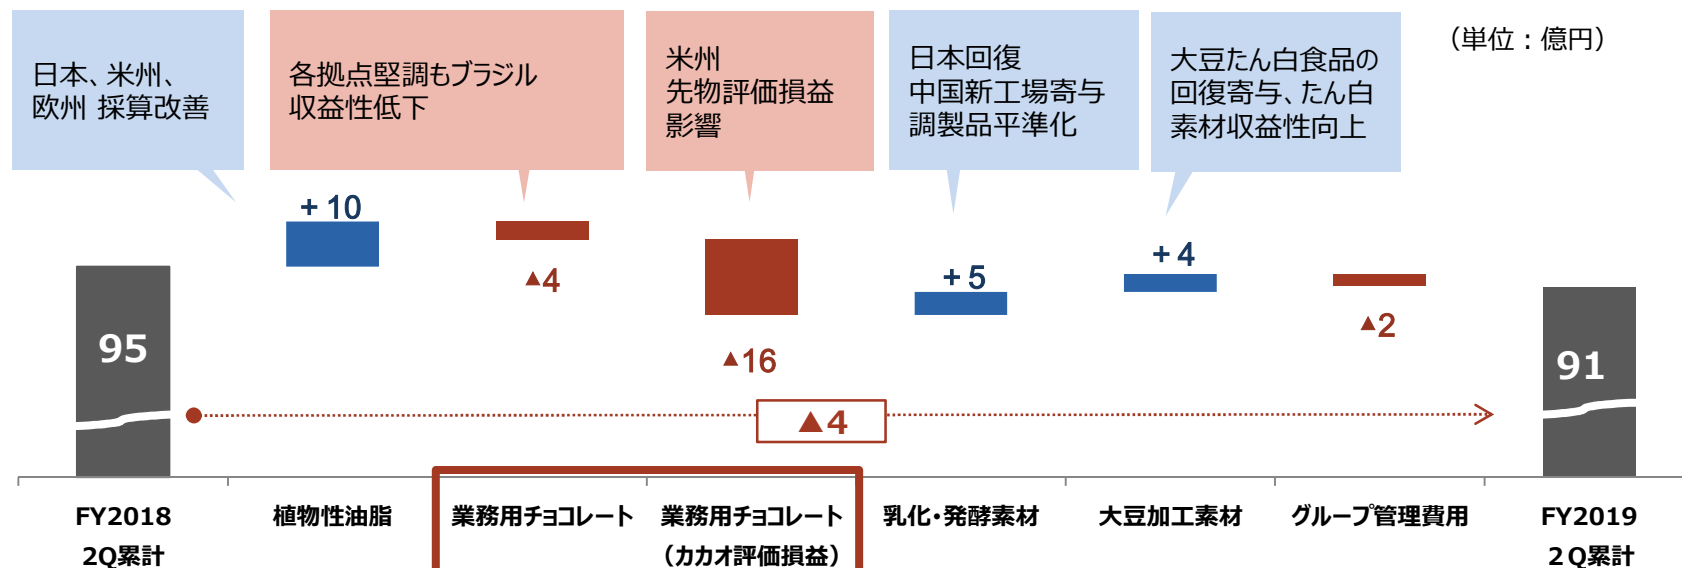 （単位：億円）
日本、米州、
欧州 採算改善
各拠点堅調もブラジル
収益性低下
米州
先物評価損益
影響
日本回復
中国新工場寄与
調製品平準化
大豆たん白食品の
回復寄与、たん白
素材収益性向上
95
+10
▲4
▲16
+5
+4
▲2
91
▲4
FY2018
2Q累計
植物性油脂
業務用チョコレート
業務用チョコレート
（カカオ評価損益）
乳化・発酵素材
大豆加工素材
グループ管理費用
FY2019
２Q累計